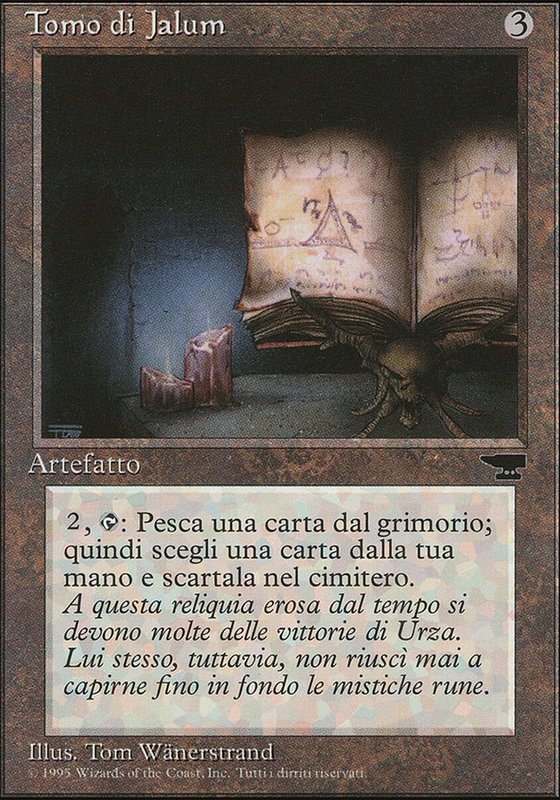 Tomo di Jalum 3
Artefatto
2, : Pesca una carta dal grimorio;
quindi scegli una carta dalla tua
mano e scartala nel cimitero.
A questa reliquia erosa dal tempo si
devono molte delle vittorie di Urza.
Lui stesso, tuttavia, non riuscì mai a
capirne fino in fondo le mistiche rune.
Illus. Tom Wänerstrand
© 1995 Wizards of the Coast, Inc. Tutti i diritti riservati.